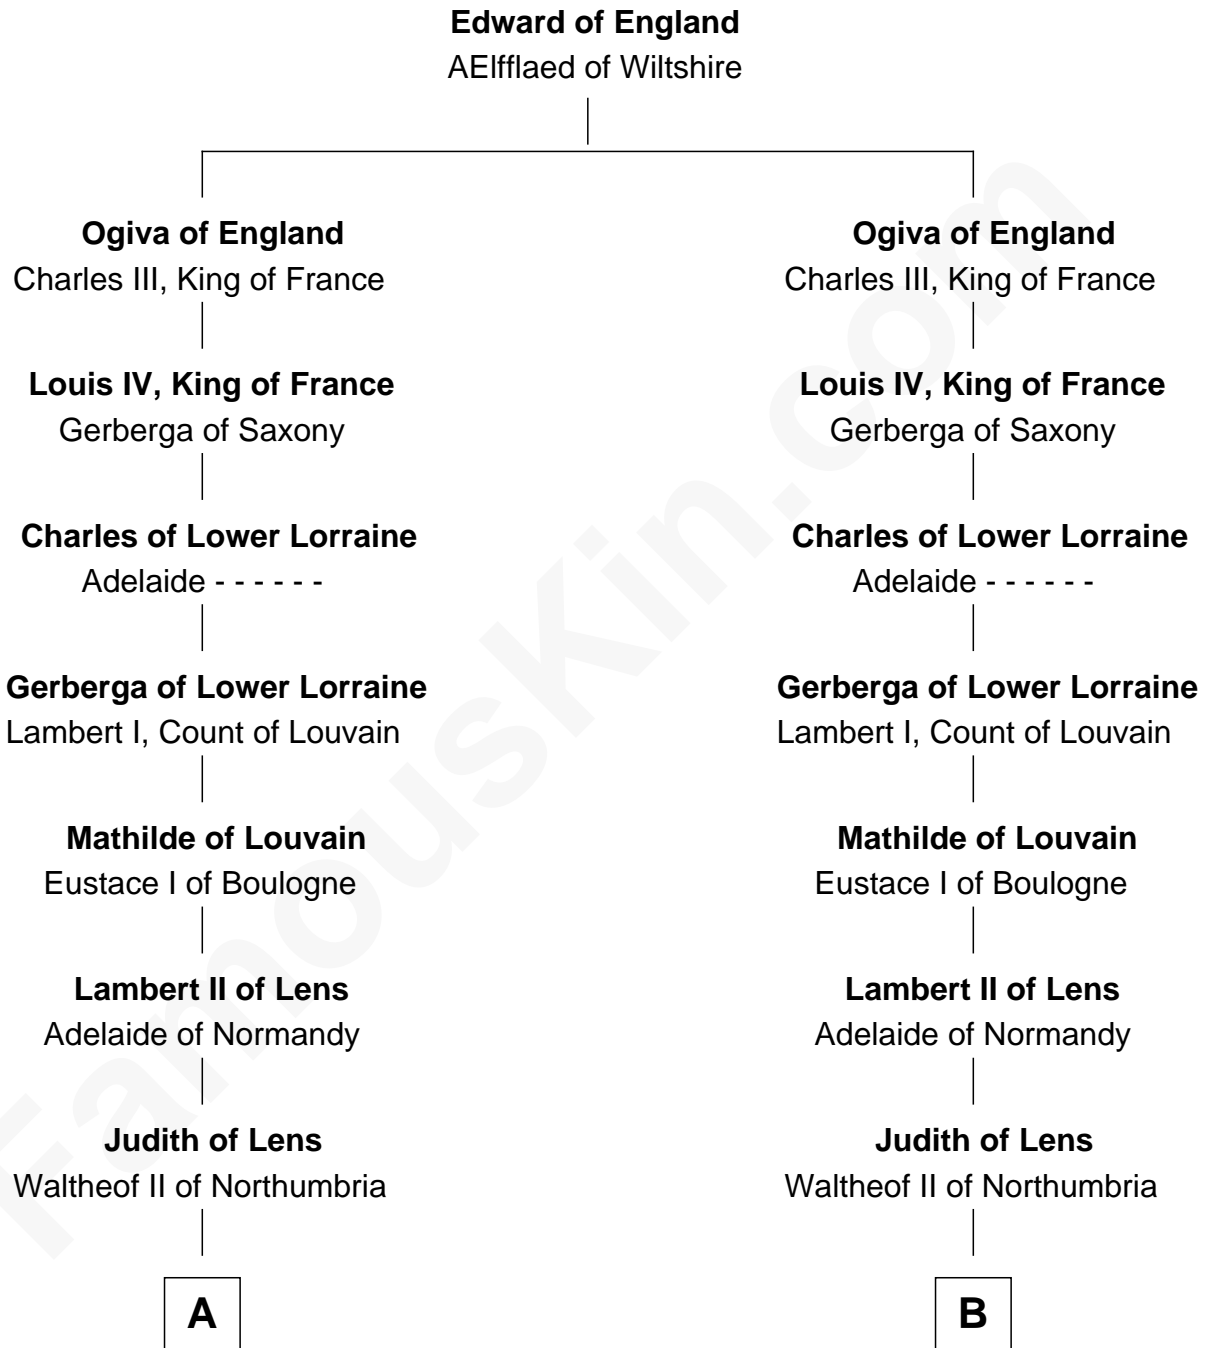 Edward of England
AElfflaed of Wiltshire
Ogiva of England
Charles III, King of France
Ogiva of England
Charles III, King of France
Louis IV, King of France
Gerberga of Saxony
Louis IV, King of France
Gerberga of Saxony
Charles of Lower Lorraine
Adelaide - - - - - -
Charles of Lower Lorraine
Adelaide - - - - - -
Gerberga of Lower Lorraine
Lambert I, Count of Louvain
Gerberga of Lower Lorraine
Lambert I, Count of Louvain
Mathilde of Louvain
Eustace I of Boulogne
Mathilde of Louvain
Eustace I of Boulogne
Lambert II of Lens
Adelaide of Normandy
Lambert II of Lens
Adelaide of Normandy
Judith of Lens
Waltheof II of Northumbria
Judith of Lens
Waltheof II of Northumbria
A
B
FamousKin.com